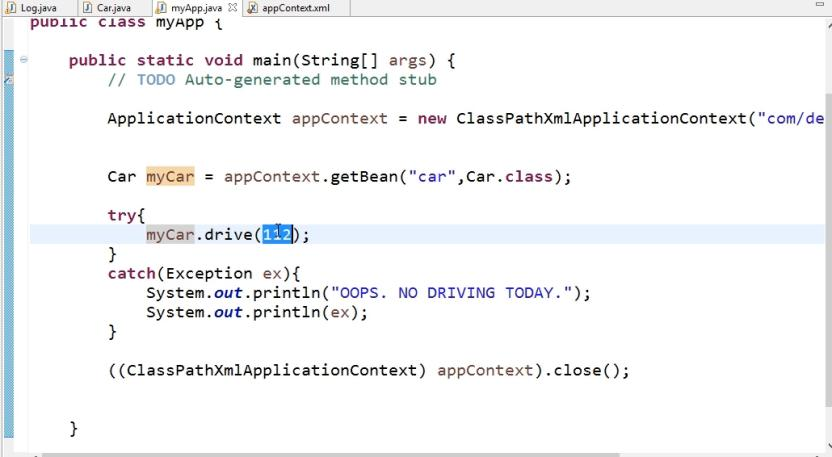 Log.java Car.java myApp.java appContext.xml
public class myApp {
public static void main(String[] args) {
// TODO Auto-generated method stub
ApplicationContext appContext = new ClassPathXmlApplicationContext("com/de
Car myCar = appContext.getBean("car",Car.class);
try{
myCar.drive(112);
}
catch(Exception ex){
System.out.println("OOPS. NO DRIVING TODAY.");
System.out.println(ex);
}
((ClassPathXmlApplicationContext) appContext).close();
}